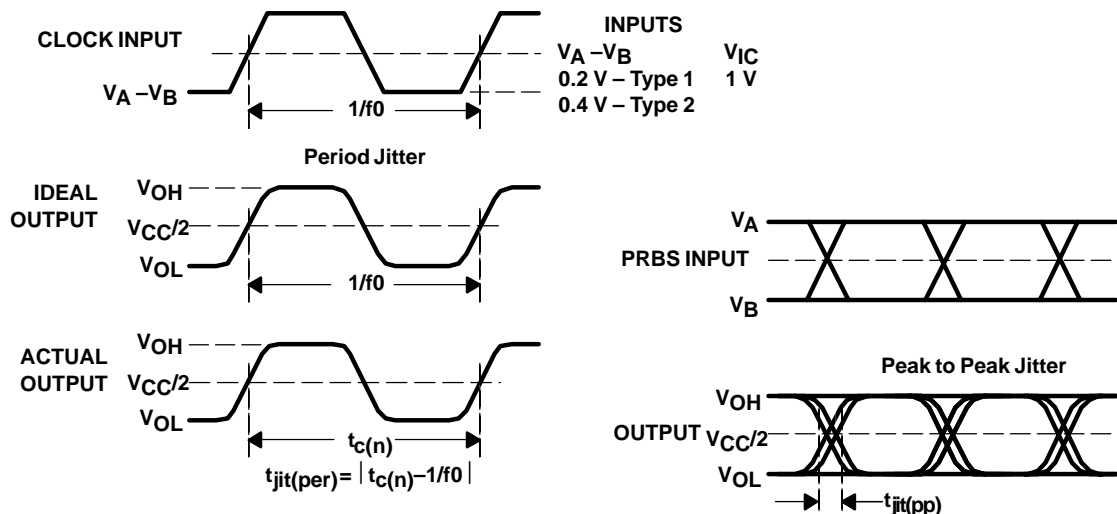 CLOCK INPUT
VA –VB
1/f0
INPUTS
VA –VB VIC
0.2 V – Type 1 1 V
0.4 V – Type 2
Period Jitter
IDEAL
OUTPUT
VOH
VCC/2
VOL
1/f0
ACTUAL
OUTPUT
VOH
VCC/2
VOL
tc(n)
tjit(per)= | tc(n)–1/f0 |
VA
PRBS INPUT
VB
Peak to Peak Jitter
VOH
OUTPUT VCC/2
VOL
tjit(pp)